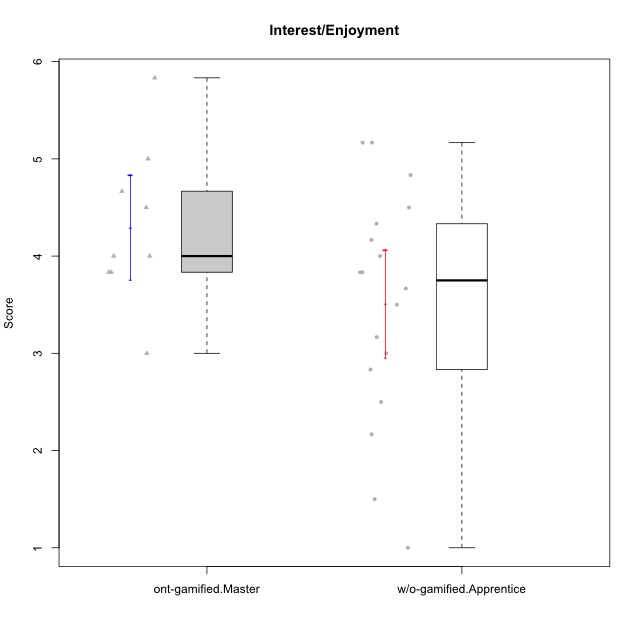 Interest/Enjoyment
Score
6
5
4
3
2
1
ont-gamified.Master
w/o-gamified.Apprentice